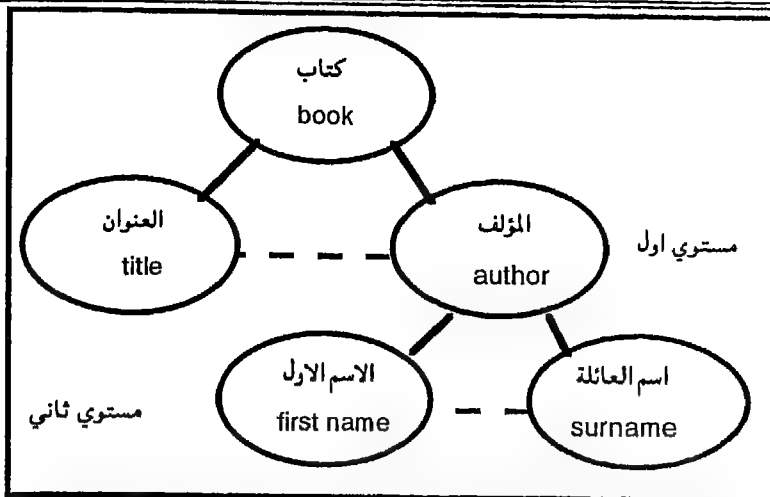 كتاب
book
العنوان
title
المؤلف
author
مستوي اول
الاسم الاول
first name
اسم العائلة
surname
مستوي ثاني